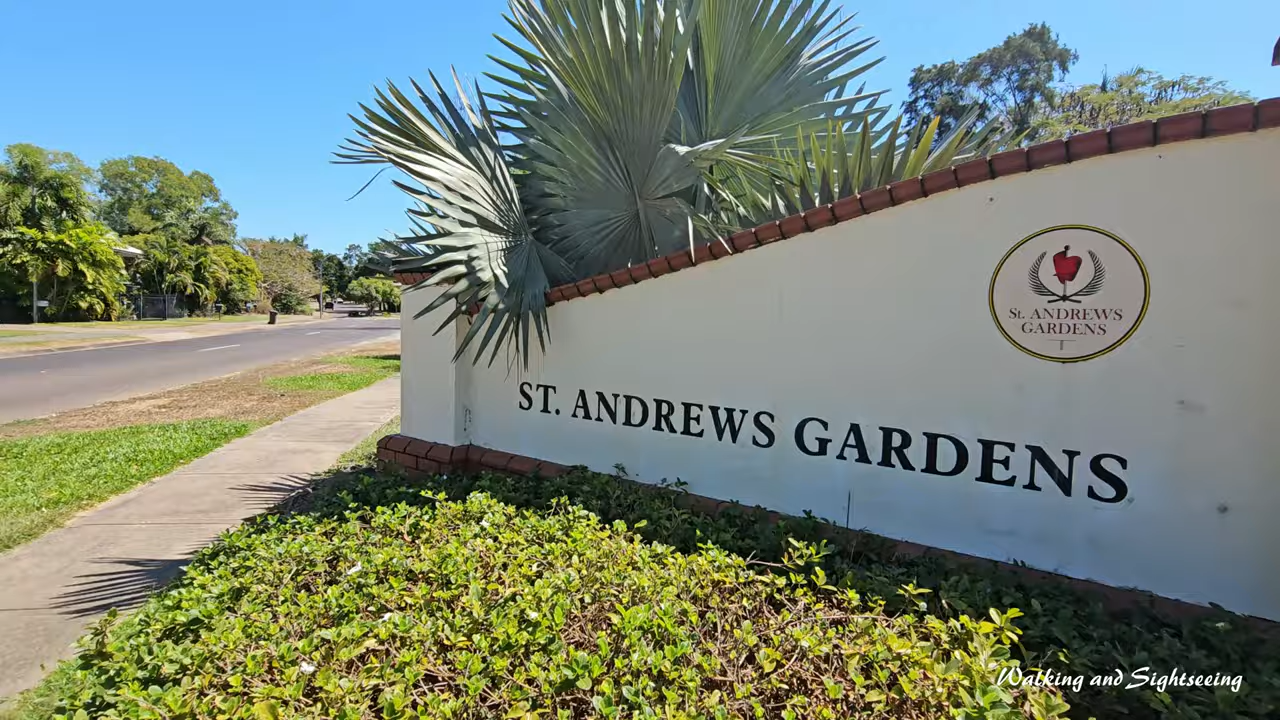 St. ANDREWS
GARDENS
ST. ANDREWS GARDENS
Walking and Sightseeing